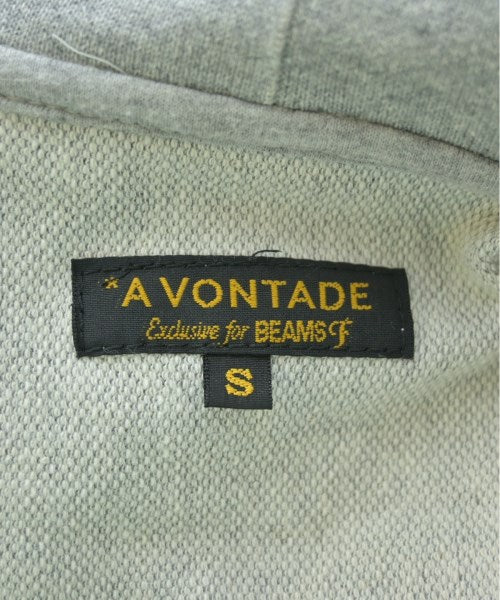 *A VONTADE
Exclusive for BEAMS F
S